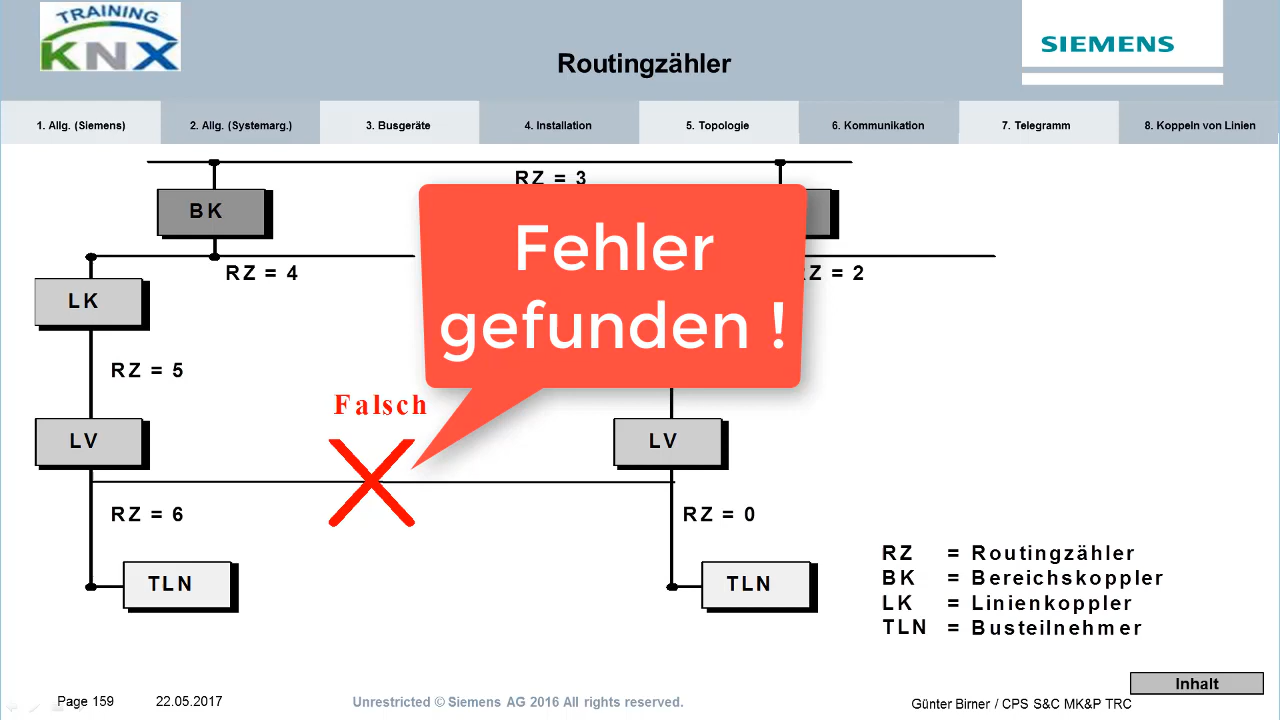 TRAINING
KNX
Routingzähler
SIEMENS
1. Allg. (Siemens)
2. Allg. (Systemarg.)
3. Busgeräte
4. Installation
5. Topologie
6. Kommunikation
7. Telegramm
8. Koppeln von Linien
RZ = 3
BK
RZ = 4
Z = 2
Fehler
gefunden !
LK
RZ = 5
Falsch
LV
LV
RZ = 6
RZ = 0
TLN
TLN
RZ = Routingzähler
BK = Bereichskoppler
LK = Linienkoppler
TLN = Busteilnehmer
Inhalt
Page 159
22.05.2017
Unrestricted © Siemens AG 2016 All rights reserved.
Günter Birner / CPS S&C MK&P TRC